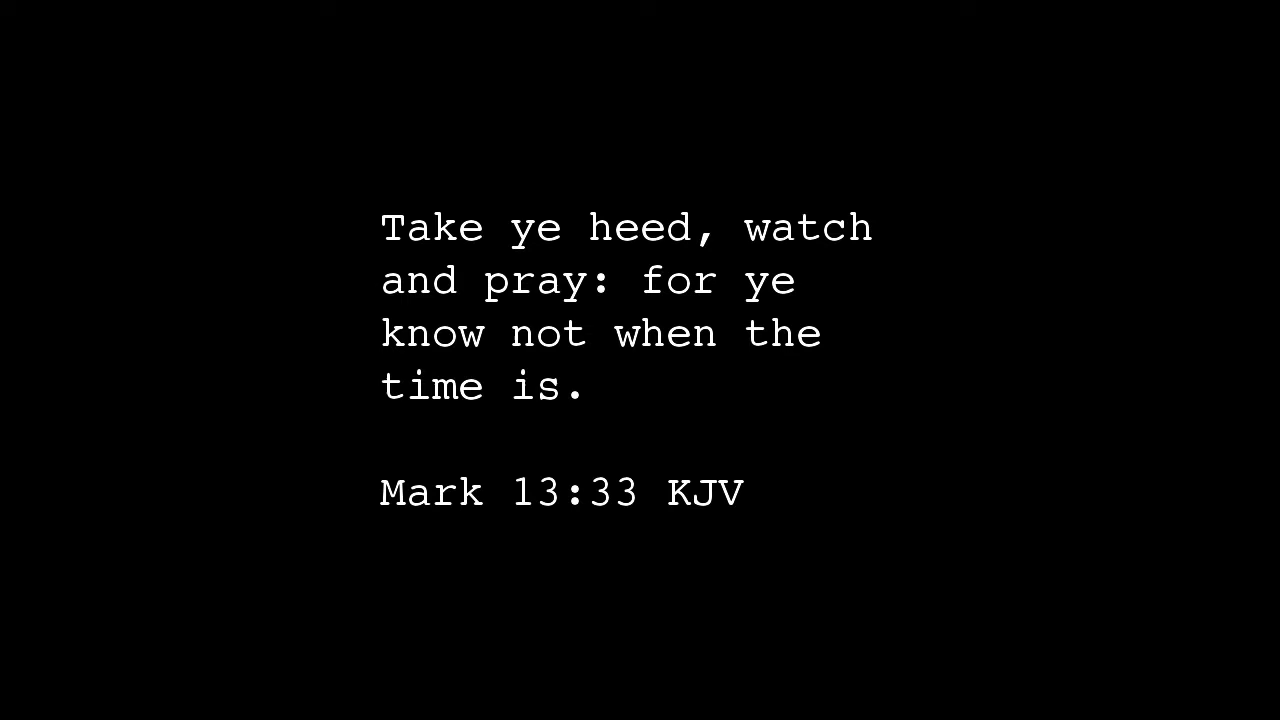 Take ye heed, watch
and pray: for ye
know not when the
time is.
Mark 13:33 KJV